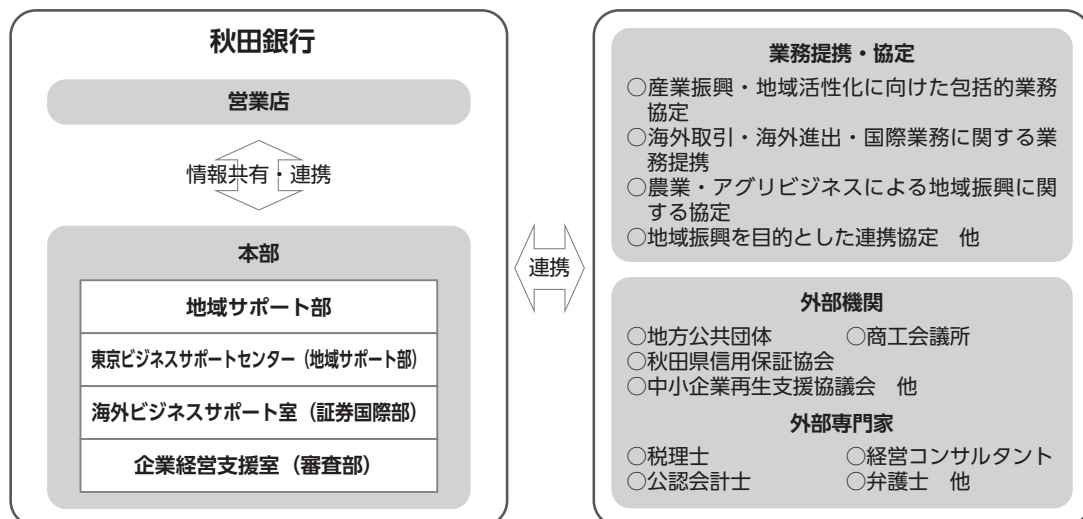 秋田銀行
営業店
情報共有・連携
本部
地域サポート部
東京ビジネスサポートセンター（地域サポート部）
海外ビジネスサポート室（証券国際部）
企業経営支援室（審査部）
連携
業務提携・協定
○産業振興・地域活性化に向けた包括的業務
協定
○海外取引・海外進出・国際業務に関する業
務提携
○農業・アグリビジネスによる地域振興に関
する協定
○地域振興を目的とした連携協定　他
外部機関
○地方公共団体　○商工会議所
○秋田県信用保証協会
○中小企業再生支援協議会　他
外部専門家
○税理士　○経営コンサルタント
○公認会計士　○弁護士　他